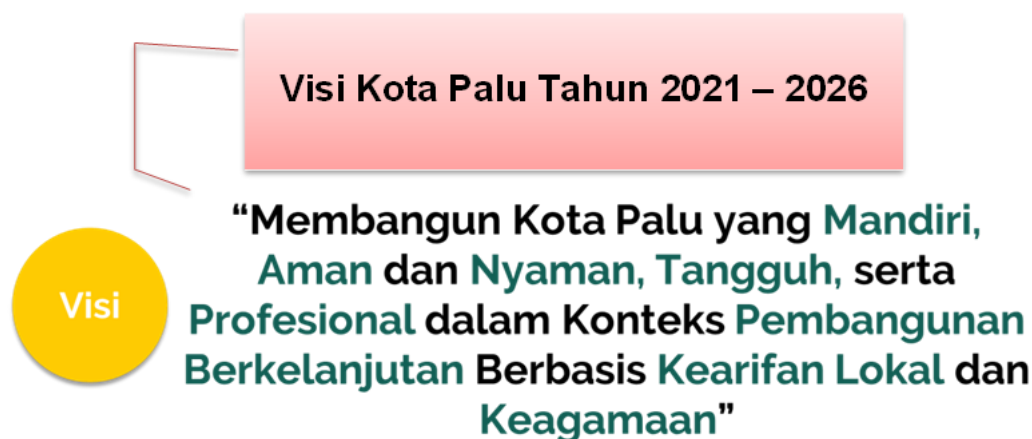 Visi Kota Palu Tahun 2021 – 2026
“Membangun Kota Palu yang Mandiri,
Aman dan Nyaman, Tangguh, serta
Visi
Profesional dalam Konteks Pembangunan
Berkelanjutan Berbasis Kearifan Lokal dan
Keagamaan”